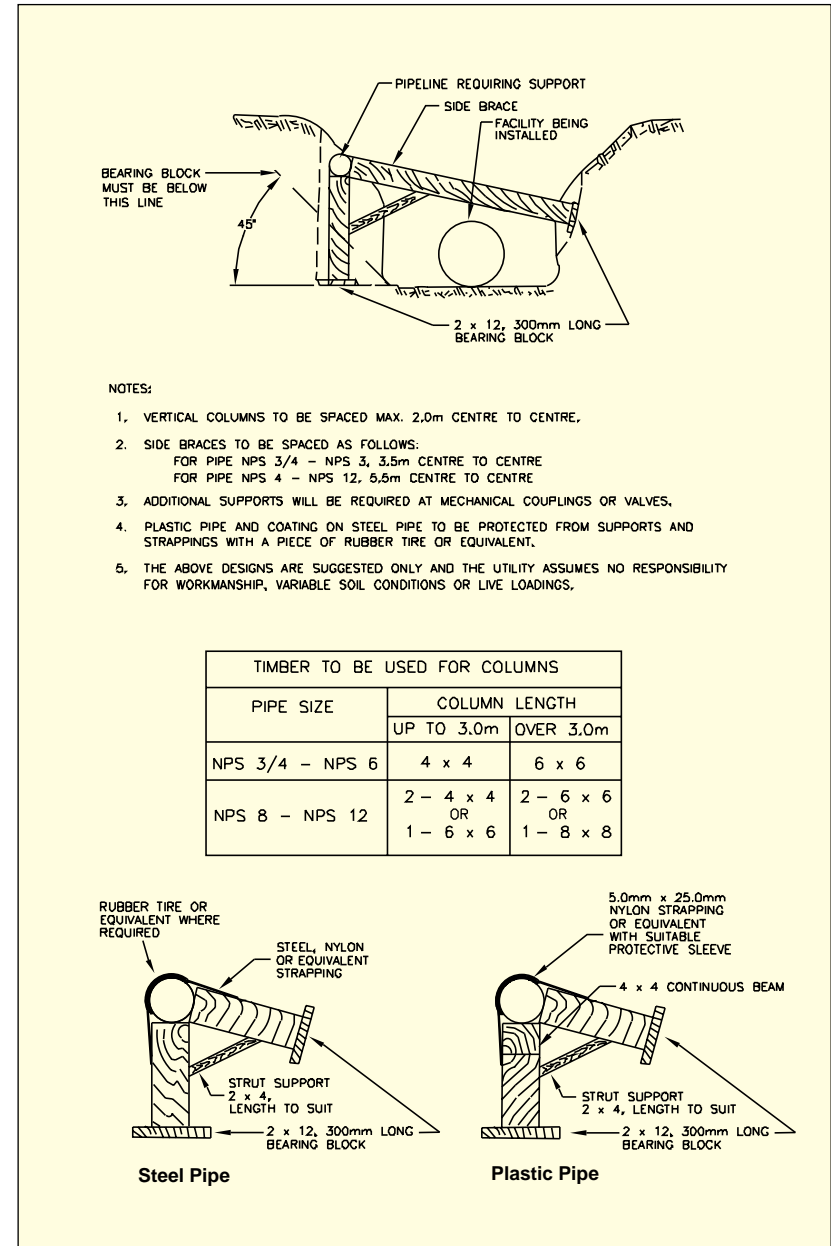 PIPELINE REQUIRING SUPPORT
SIDE BRACE
FACILITY BEING
INSTALLED
BEARING BLOCK
MUST BE BELOW
THIS LINE
45°
2 x 12, 300mm LONG
BEARING BLOCK
NOTES:
1, VERTICAL COLUMNS TO BE SPACED MAX. 2,0m CENTRE TO CENTRE,
2. SIDE BRACES TO BE SPACED AS FOLLOWS:
FOR PIPE NPS 3/4 - NPS 3, 3.5m CENTRE TO CENTRE
FOR PIPE NPS 4 - NPS 12, 5,5m CENTRE TO CENTRE
3, ADDITIONAL SUPPORTS WILL BE REQUIRED AT MECHANICAL COUPLINGS OR VALVES,
4. PLASTIC PIPE AND COATING ON STEEL PIPE TO BE PROTECTED FROM SUPPORTS AND
STRAPPINGS WITH A PIECE OF RUBBER TIRE OR EQUIVALENT.
5, THE ABOVE DESIGNS ARE SUGGESTED ONLY AND THE UTILITY ASSUMES NO RESPONSIBILITY
FOR WORKMANSHIP, VARIABLE SOIL CONDITIONS OR LIVE LOADINGS,
TIMBER TO BE USED FOR COLUMNS
PIPE SIZE
COLUMN LENGTH
UP TO 3.0m OVER 3.0m
NPS 3/4 - NPS 6 4 x 4 6 x 6
NPS 8 - NPS 12
2 - 4 x 4 2 - 6 x 6
OR OR
1 - 6 x 6 1 - 8 x 8
RUBBER TIRE OR
EQUIVALENT WHERE
REQUIRED
STEEL, NYLON
OR EQUIVALENT
STRAPPING
STRUT SUPPORT
2 x 4,
LENGTH TO SUIT
2 x 12, 300mm LONG
BEARING BLOCK
Steel Pipe
5.0mm x 25.0mm
NYLON STRAPPING
OR EQUIVALENT
WITH SUITABLE
PROTECTIVE SLEEVE
4 x 4 CONTINUOUS BEAM
STRUT SUPPORT
2 x 4, LENGTH TO SUIT
2 x 12, 300mm LONG
BEARING BLOCK
Plastic Pipe